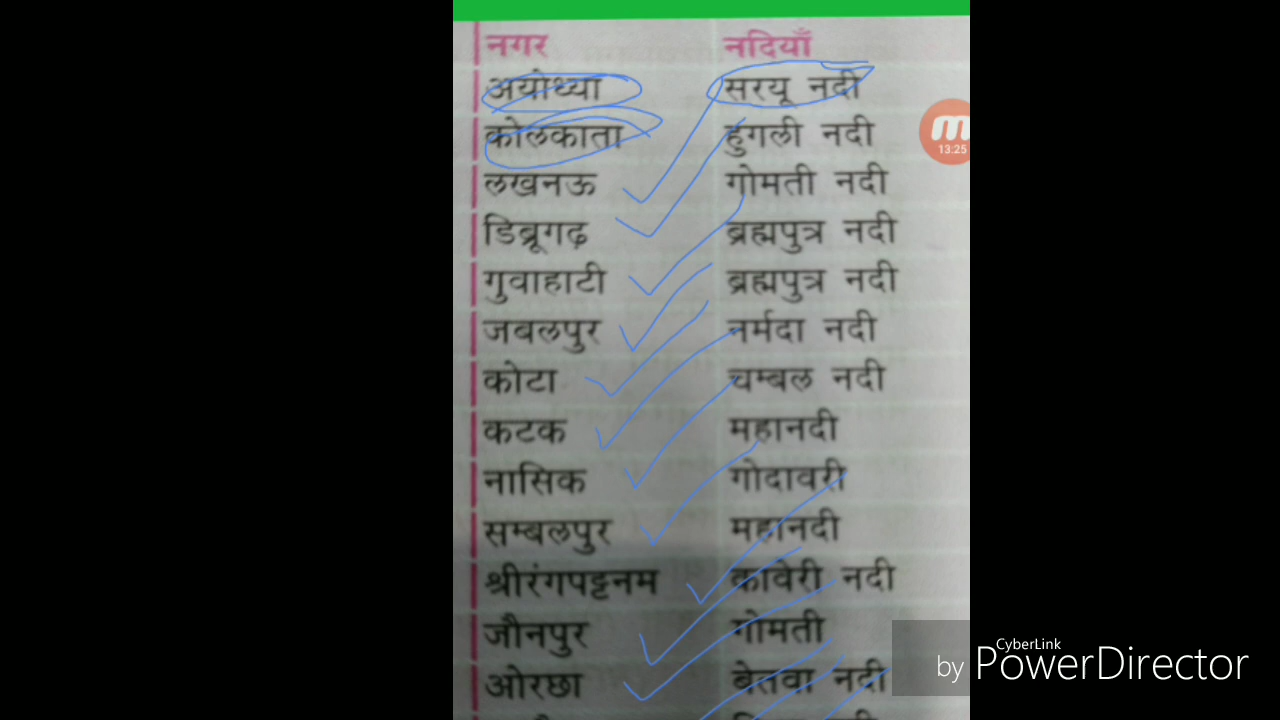 नगर नदियाँ
अयोध्या सरयू नदी
कोलकाता हुगली नदी
लखनऊ गोमती नदी
डिब्रूगढ़ ब्रह्मपुत्र नदी
गुवाहाटी ब्रह्मपुत्र नदी
जबलपुर नर्मदा नदी
कोटा चम्बल नदी
कटक महानदी
नासिक गोदावरी
सम्बलपुर महानदी
श्रीरंगपट्टनम कावेरी नदी
जौनपुर गोमती
ओरछा बेतवा नदी
13:25
CyberLink
by PowerDirector